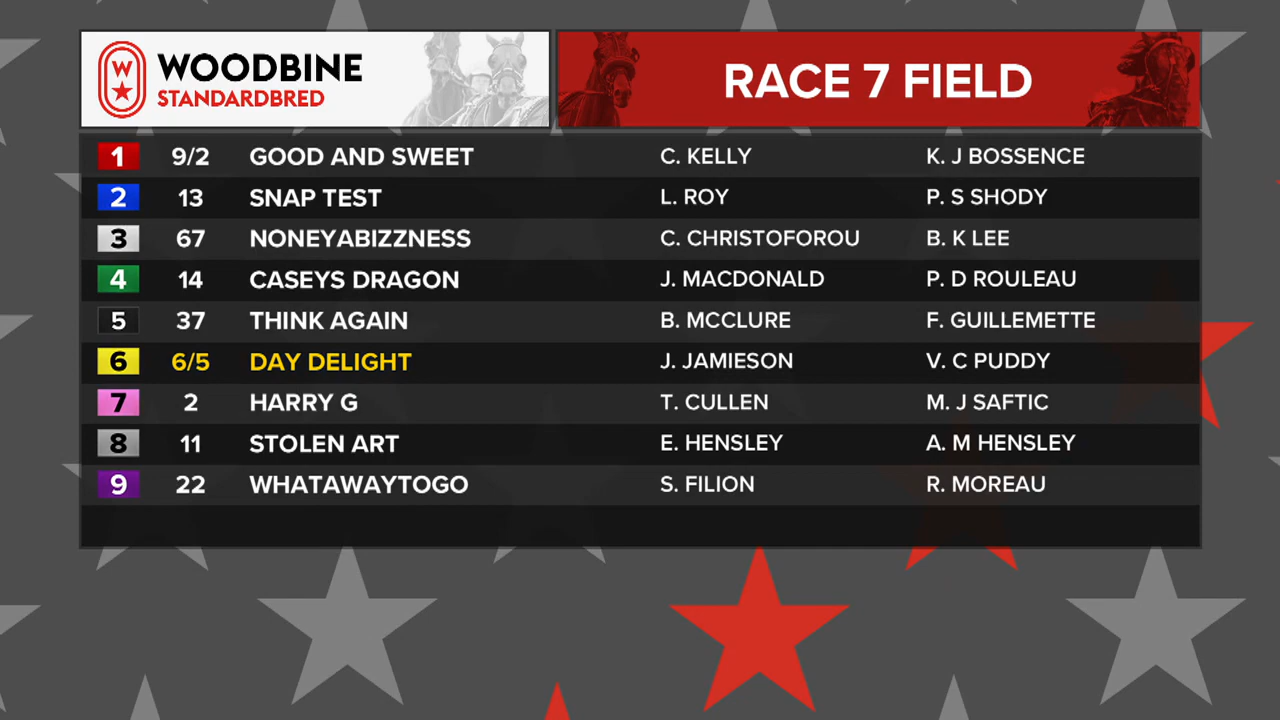 W
WOODBINE
STANDARDBRED
RACE 7 FIELD
1 9/2 GOOD AND SWEET C. KELLY K. J BOSSENCE
2 13 SNAP TEST L. ROY P. S SHODY
3 67 NONEYABIZZNESS C. CHRISTOFOROU B. K LEE
4 14 CASEYS DRAGON J. MACDONALD P. D ROULEAU
5 37 THINK AGAIN B. MCCLURE F. GUILLEMETTE
6 6/5 DAY DELIGHT J. JAMIESON V. C PUDDY
7 2 HARRY G T. CULLEN M. J SAFTIC
8 11 STOLEN ART E. HENSLEY A. M HENSLEY
9 22 WHATAWAYTOGO S. FILION R. MOREAU